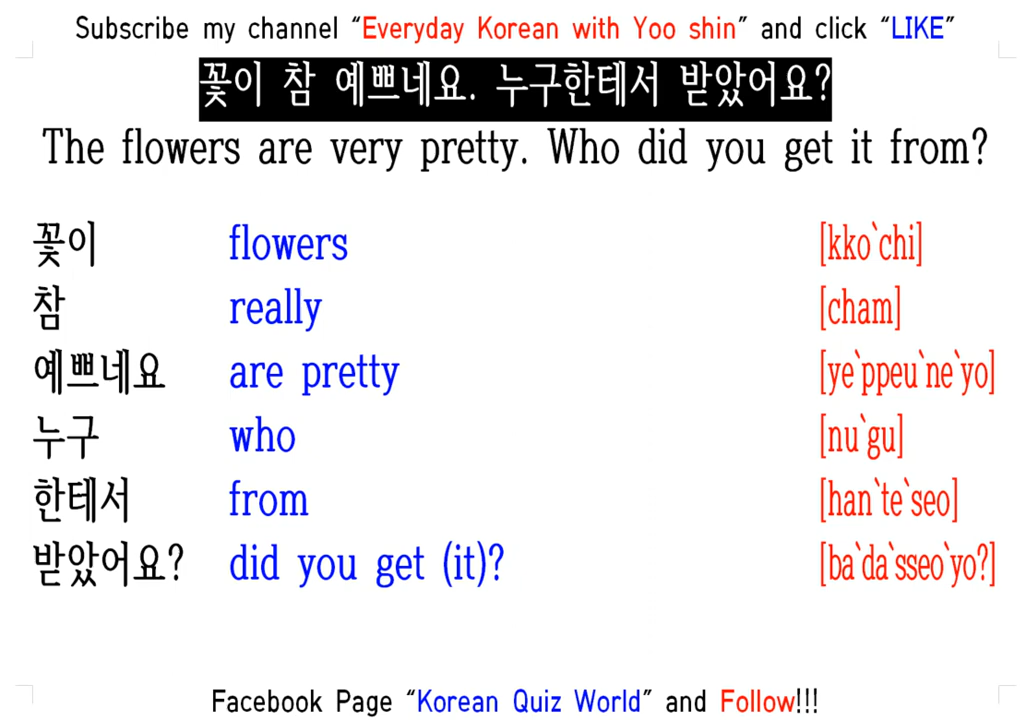 Subscribe my channel “Everyday Korean with Yoo shin” and click “LIKE”
꽃이 참 예쁘네요. 누구한테서 받았어요?
The flowers are very pretty. Who did you get it from?
꽃이 flowers [kko`chi]
참 really [cham]
예쁘네요 are pretty [ye`ppeu`ne`yo]
누구 who [nu`gu]
한테서 from [han`te`seo]
받았어요? did you get (it)? [ba`da`sseo`yo?]
Facebook Page “Korean Quiz World” and Follow!!!